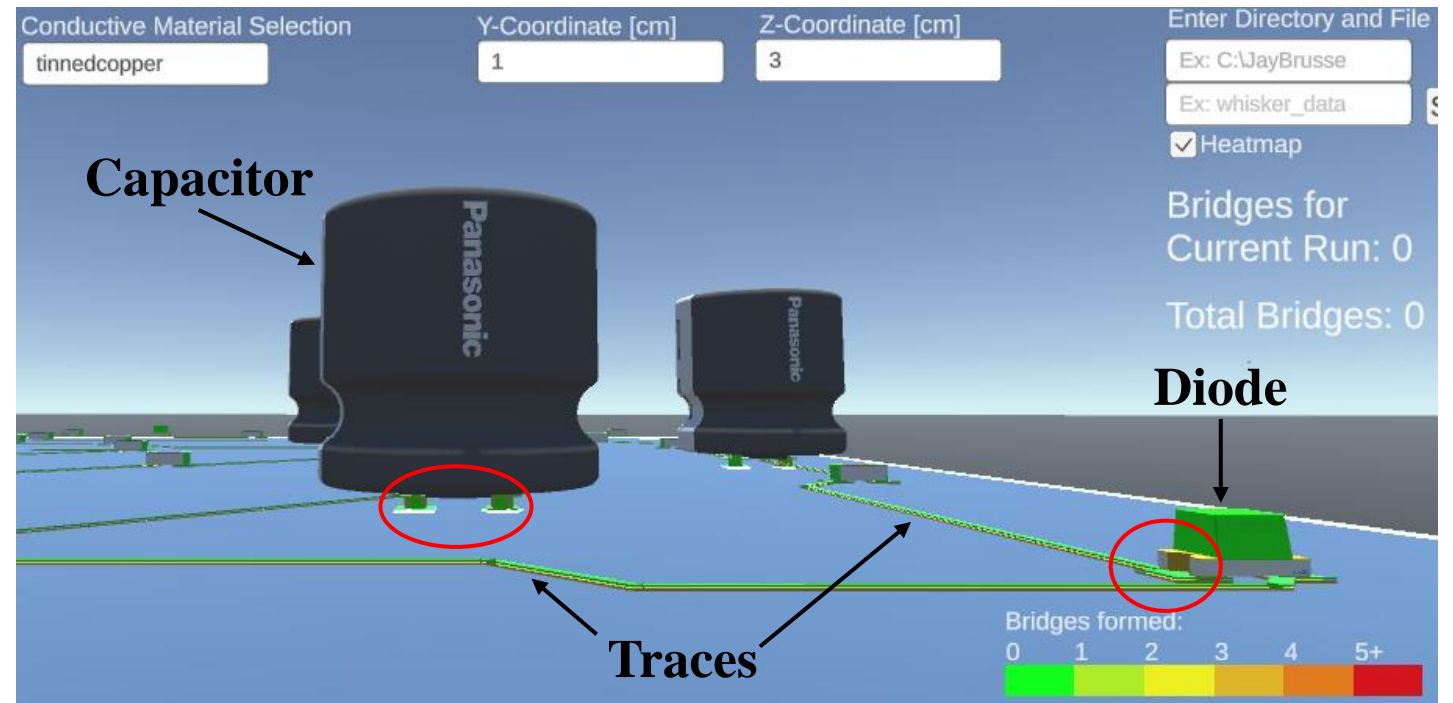 Conductive Material Selection
tinnedcopper
Y-Coordinate [cm]
1
Z-Coordinate [cm]
3
Enter Directory and File
Ex: C:\JayBrusse
Ex: whisker_data
S
Heatmap
Bridges for
Current Run: 0
Total Bridges: 0
Capacitor
Panasonic
Panasonic
Diode
Traces
Bridges formed:
0 1 2 3 4 5+